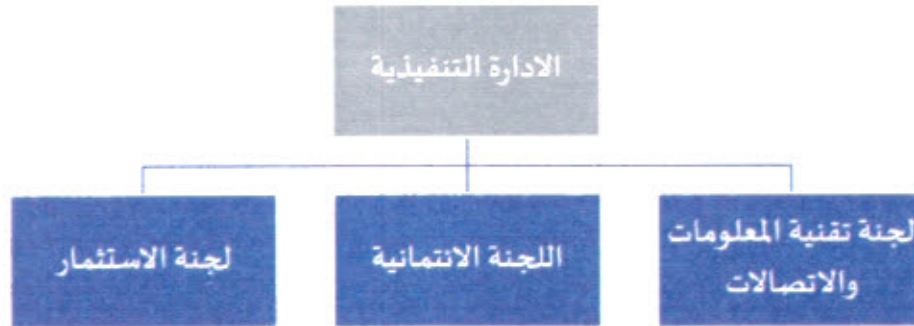 الادارة التنفيذية
لجنة تقنية المعلومات
والاتصالات
اللجنة الائتمانية
لجنة الاستثمار